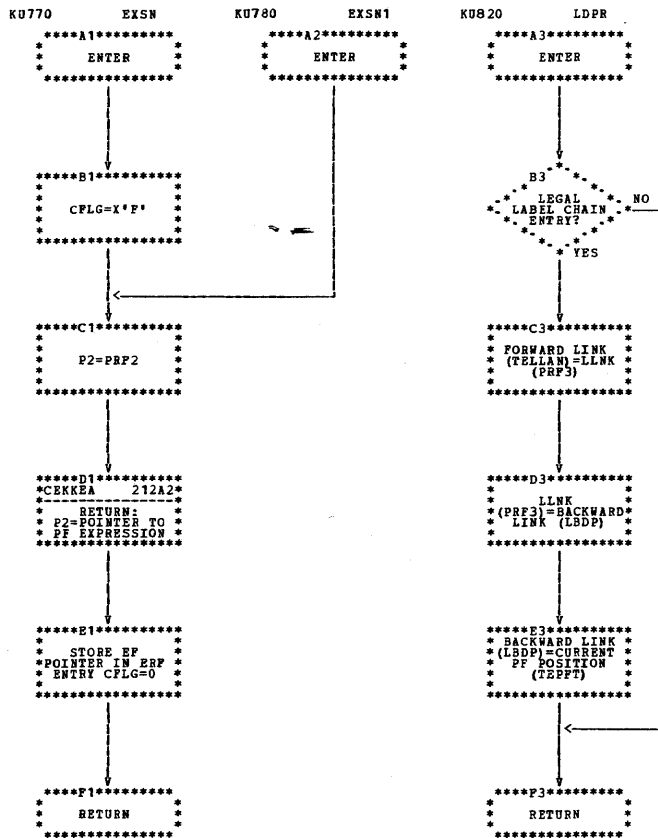 KU770 EXSN KU780 EXSN1 KU820 LDPR
A1
ENTER
A2
ENTER
A3
ENTER
B1
CFLG=X'F'
B3
LEGAL
LABEL CHAIN
ENTRY?
NO
YES
C1
P2=PRF2
C3
FORWARD LINK
(TELLAN)=LLNK
(PRF3)
D1
CEKKEA 212A2
RETURN:
P2=POINTER TO
PF EXPRESSION
D3
LLNK
(PRF3)=BACKWARD
LINK (LBDP)
E1
STORE EF
POINTER IN ERF
ENTRY CFLG=0
E3
BACKWARD LINK
(LBDP)=CURRENT
PF POSITION
(TEPFT)
F1
RETURN
F3
RETURN